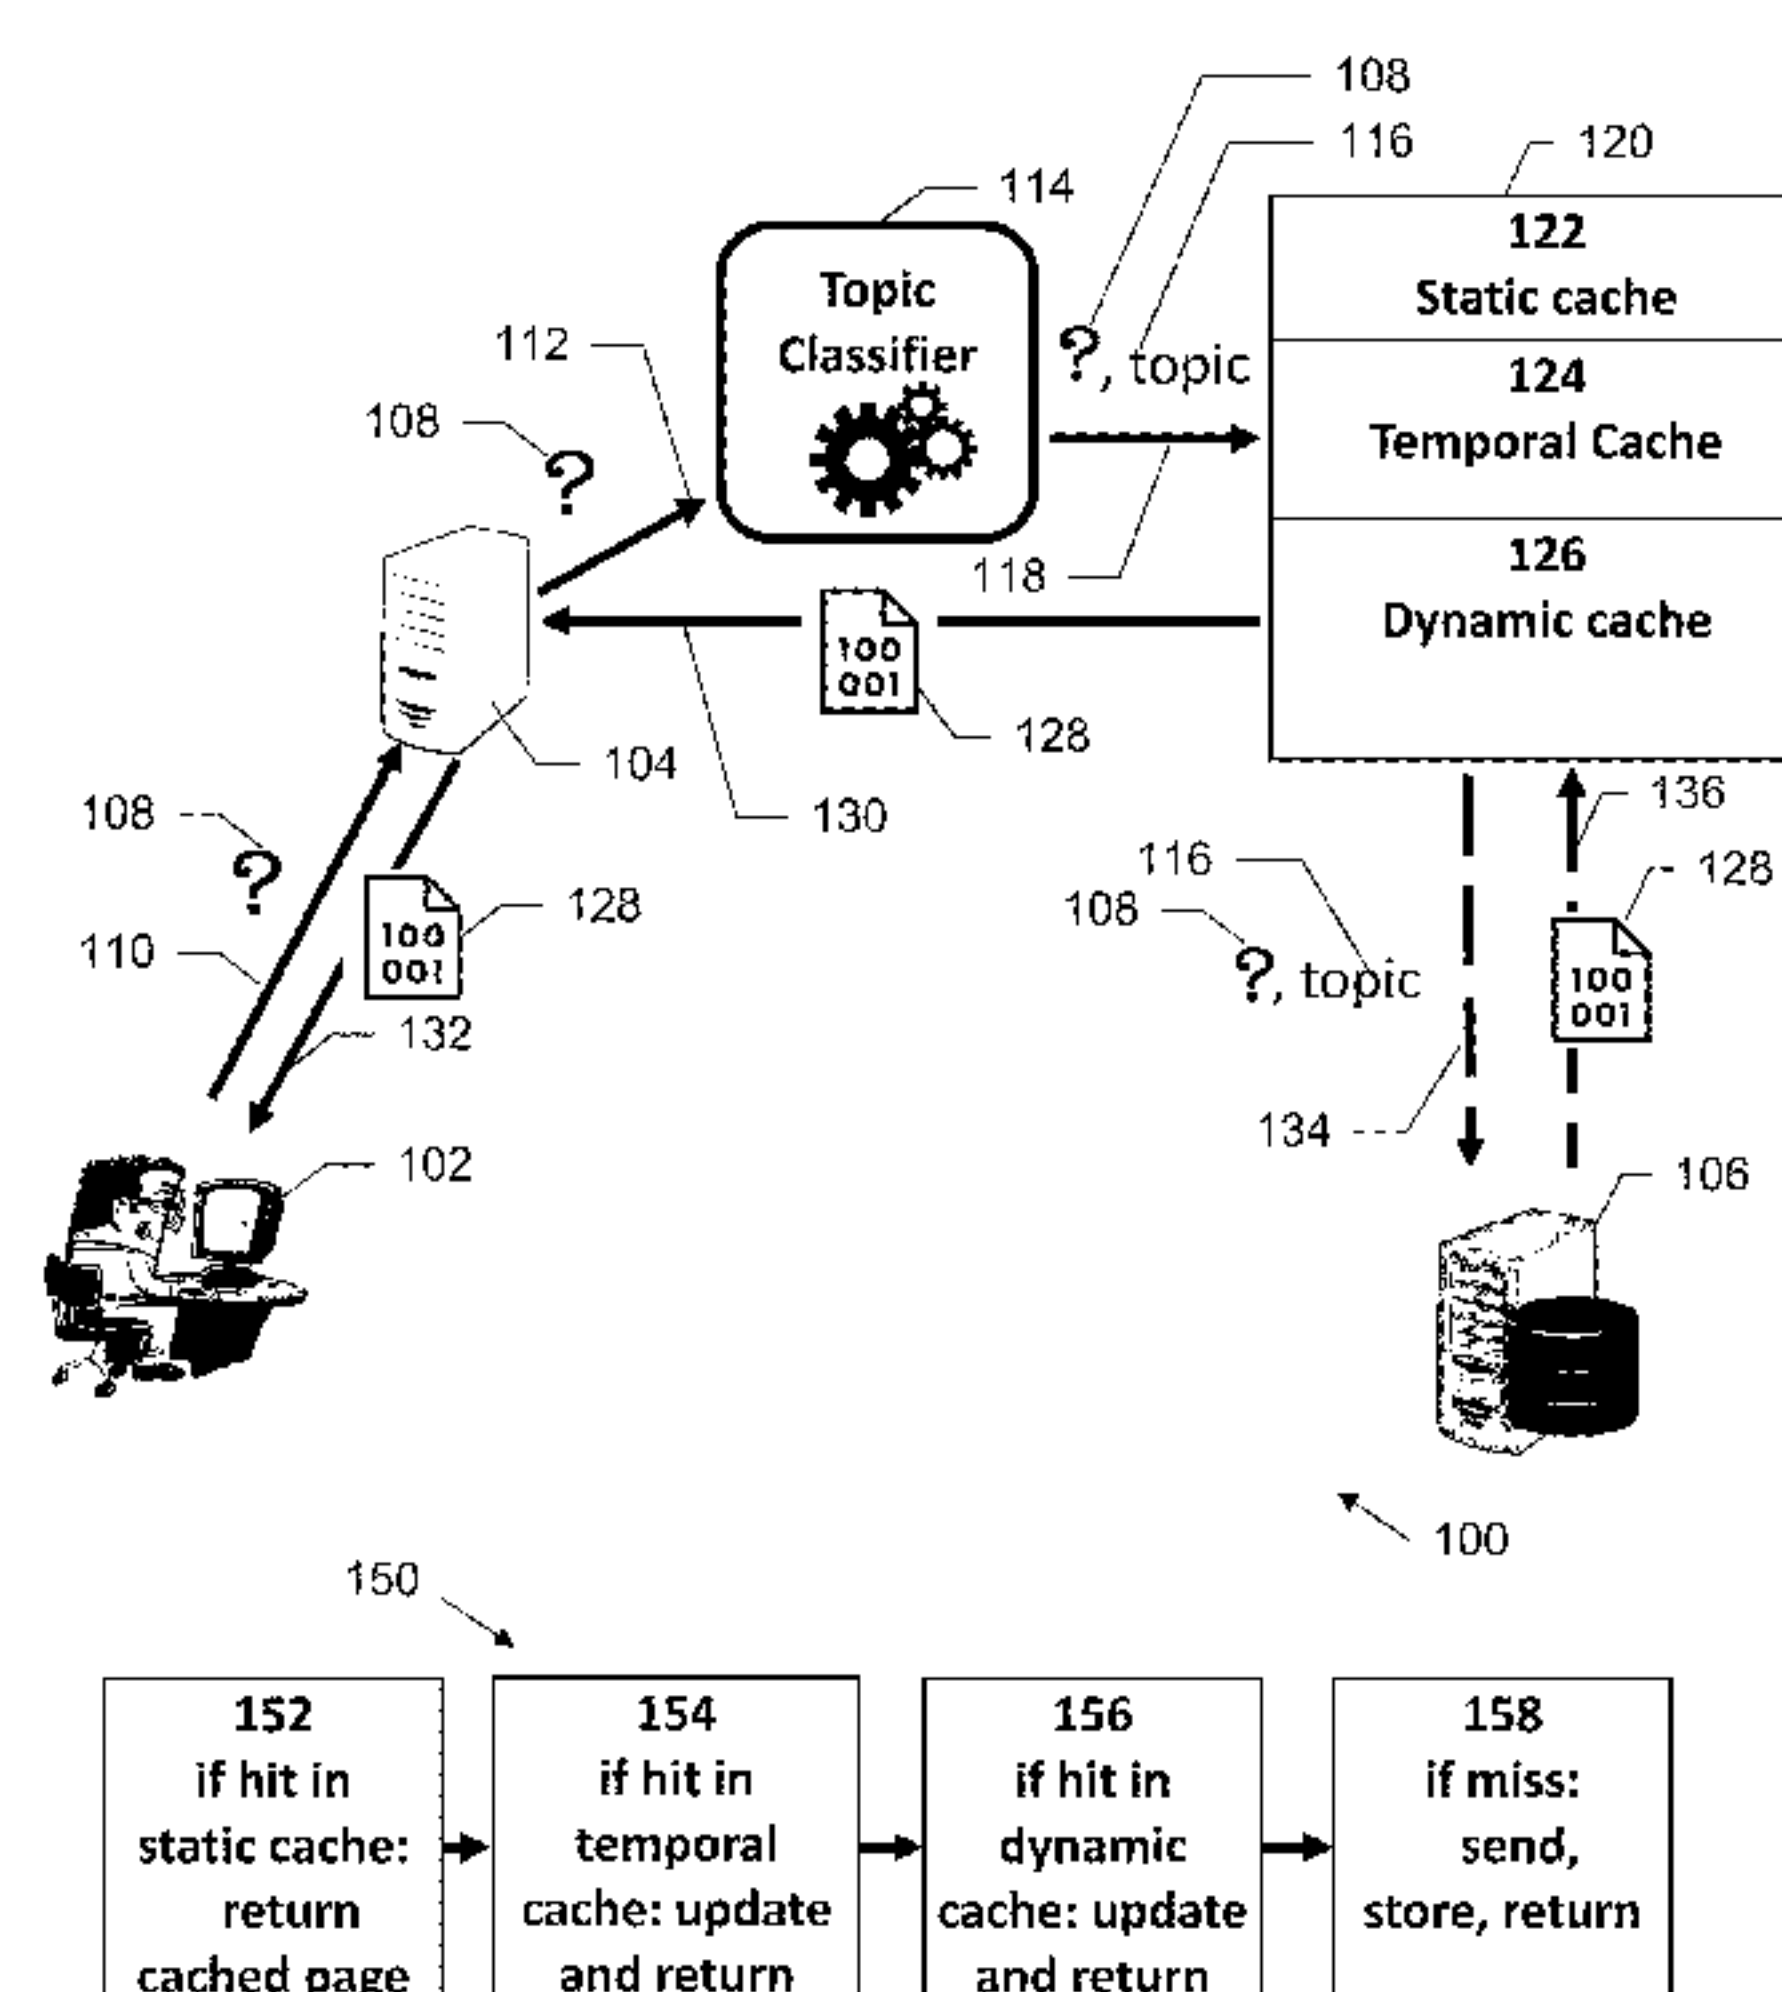 108
116
120
114
122
Static cache
Topic
Classifier
112
?, topic
124
Temporal Cache
108
?
118
126
Dynamic cache
100
001
128
104
130
136
108
?
116
128
100
001
128
108
110
?, topic
100
001
132
134
102
106
100
150
152
if hit in
static cache:
return
cached page
154
if hit in
temporal
cache: update
and return
156
if hit in
dynamic
cache: update
and return
158
if miss:
send,
store, return